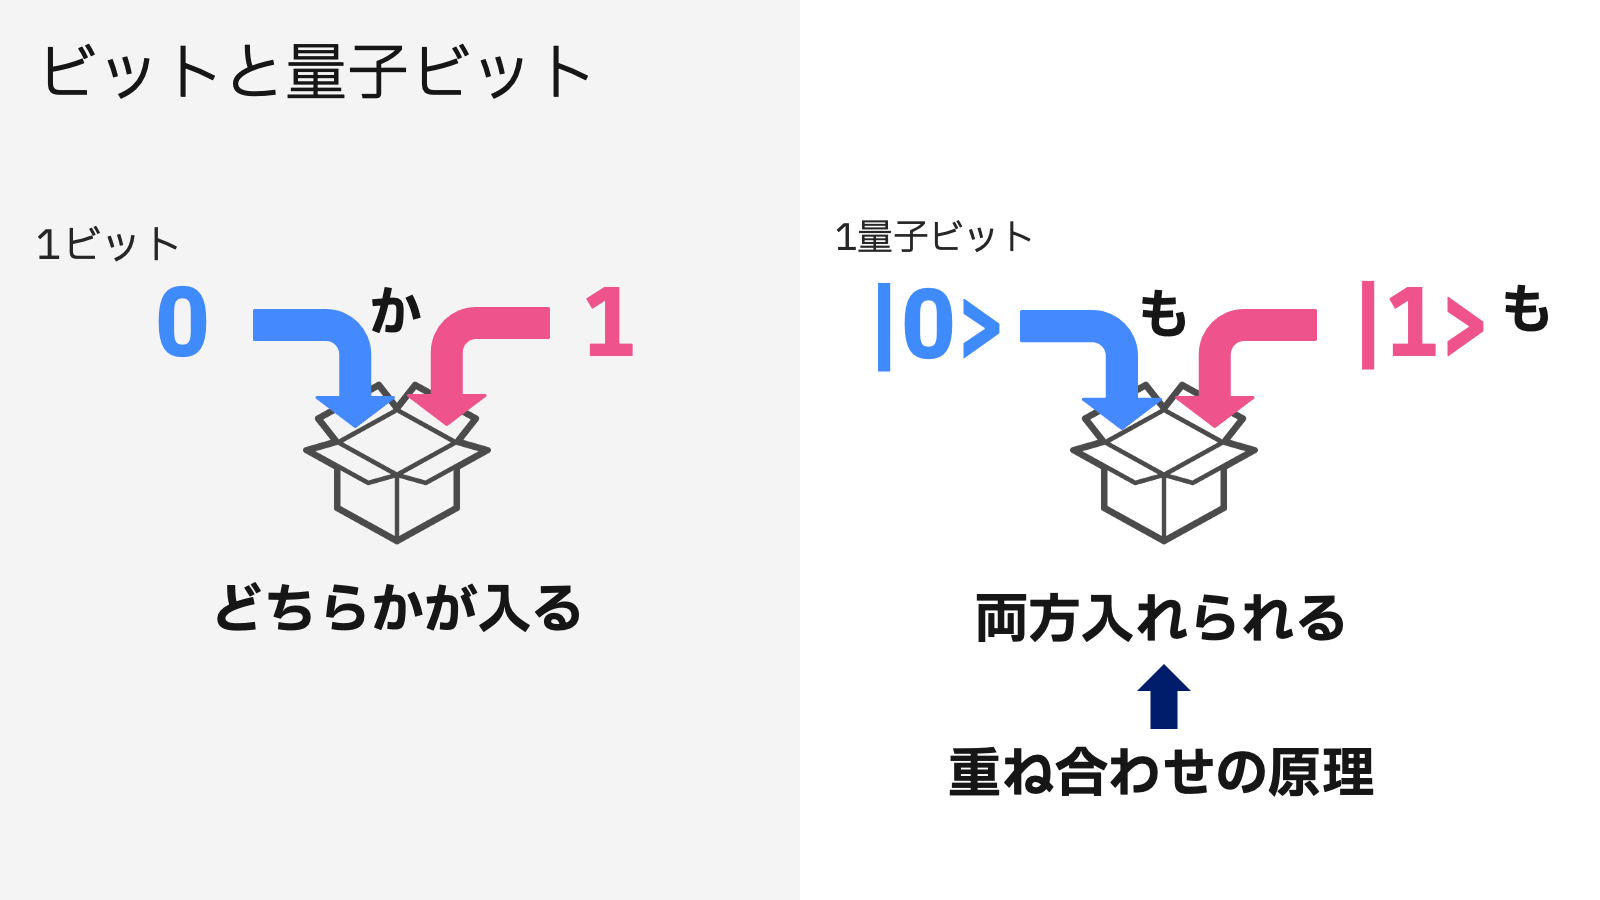 ビットと量子ビット
1ビット
0 か 1
どちらかが入る
1量子ビット
|0> も |1> も
両方入れられる
重ね合わせの原理